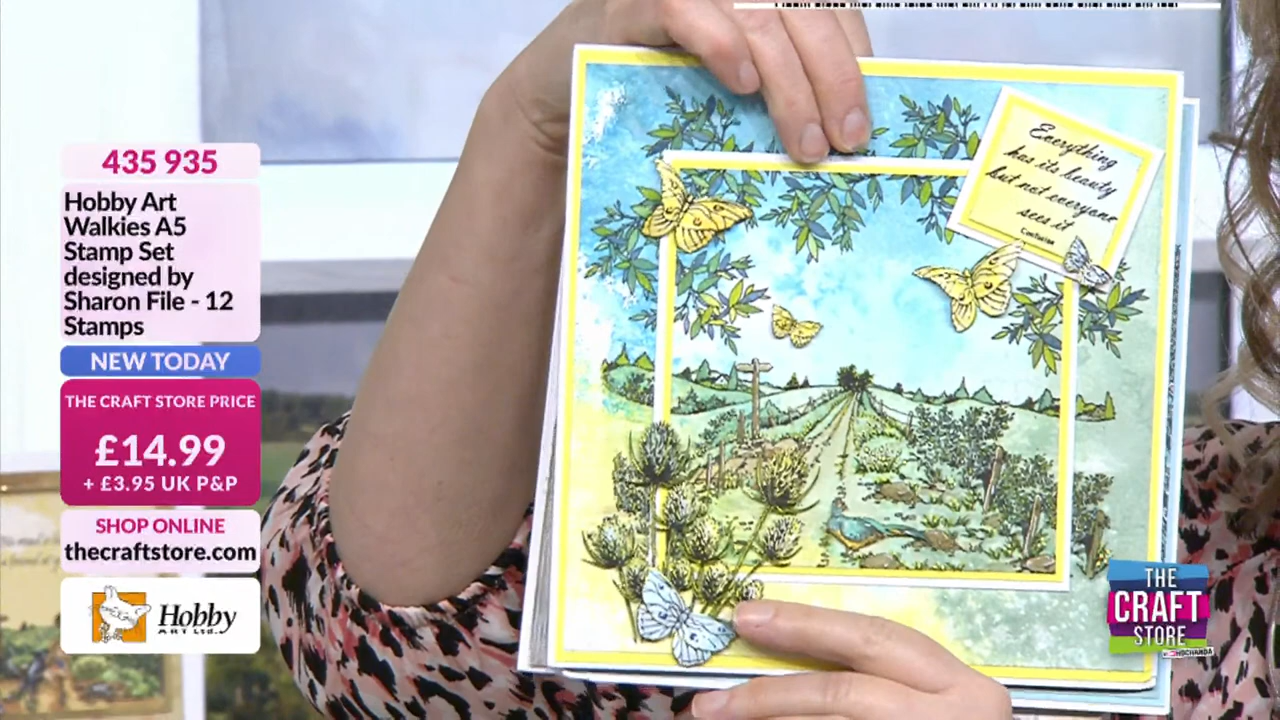 435 935
Hobby Art
Walkies A5
Stamp Set
designed by
Sharon File - 12
Stamps
NEW TODAY
THE CRAFT STORE PRICE
£14.99
+ £3.95 UK P&P
SHOP ONLINE
thecraftstore.com
Hobby
ART Ltd.
Everything
has its beauty
but not everyone
sees it
Confucius
THE
CRAFT
STORE
HOCHANDA